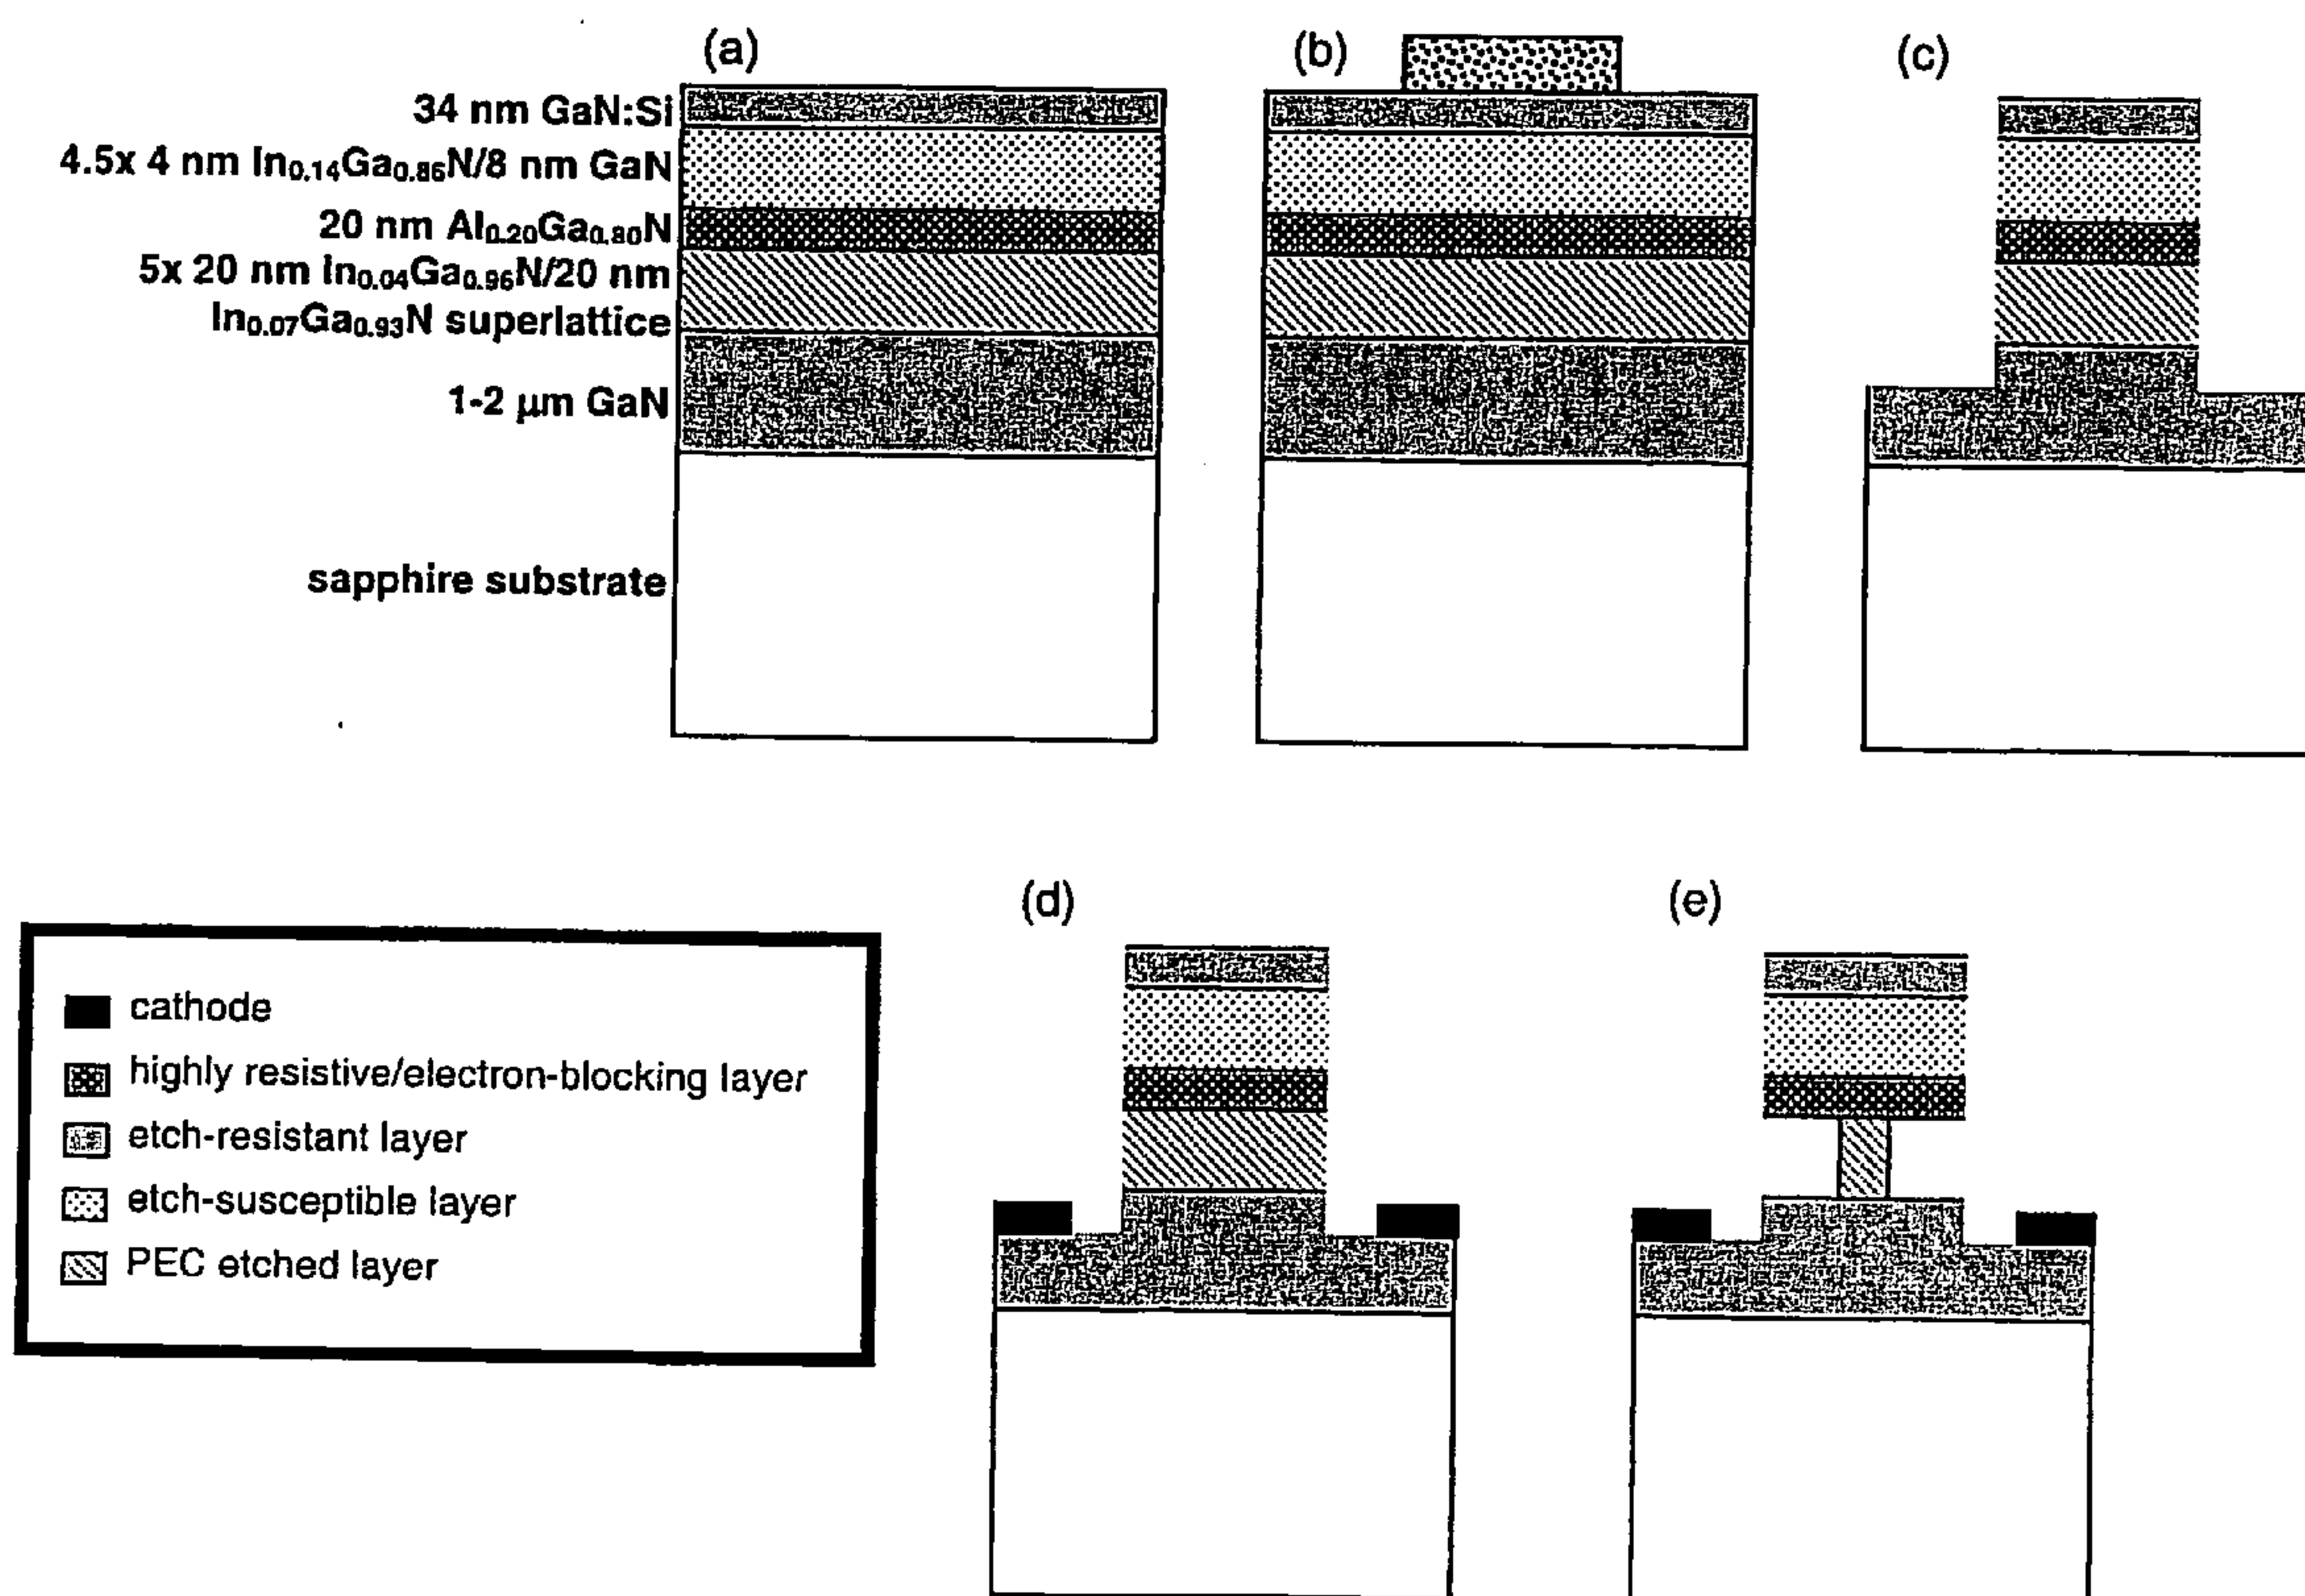 (a)
(b)
(c)
34 nm GaN:Si
4.5x 4 nm In₀.₁₄Ga₀.₈₆N/8 nm GaN
20 nm Al₀.₂₀Ga₀.₈₀N
5x 20 nm In₀.₀₄Ga₀.₉₆N/20 nm
In₀.₀₇Ga₀.₉₃N superlattice
1-2 µm GaN
sapphire substrate
(d)
(e)
cathode
highly resistive/electron-blocking layer
etch-resistant layer
etch-susceptible layer
PEC etched layer